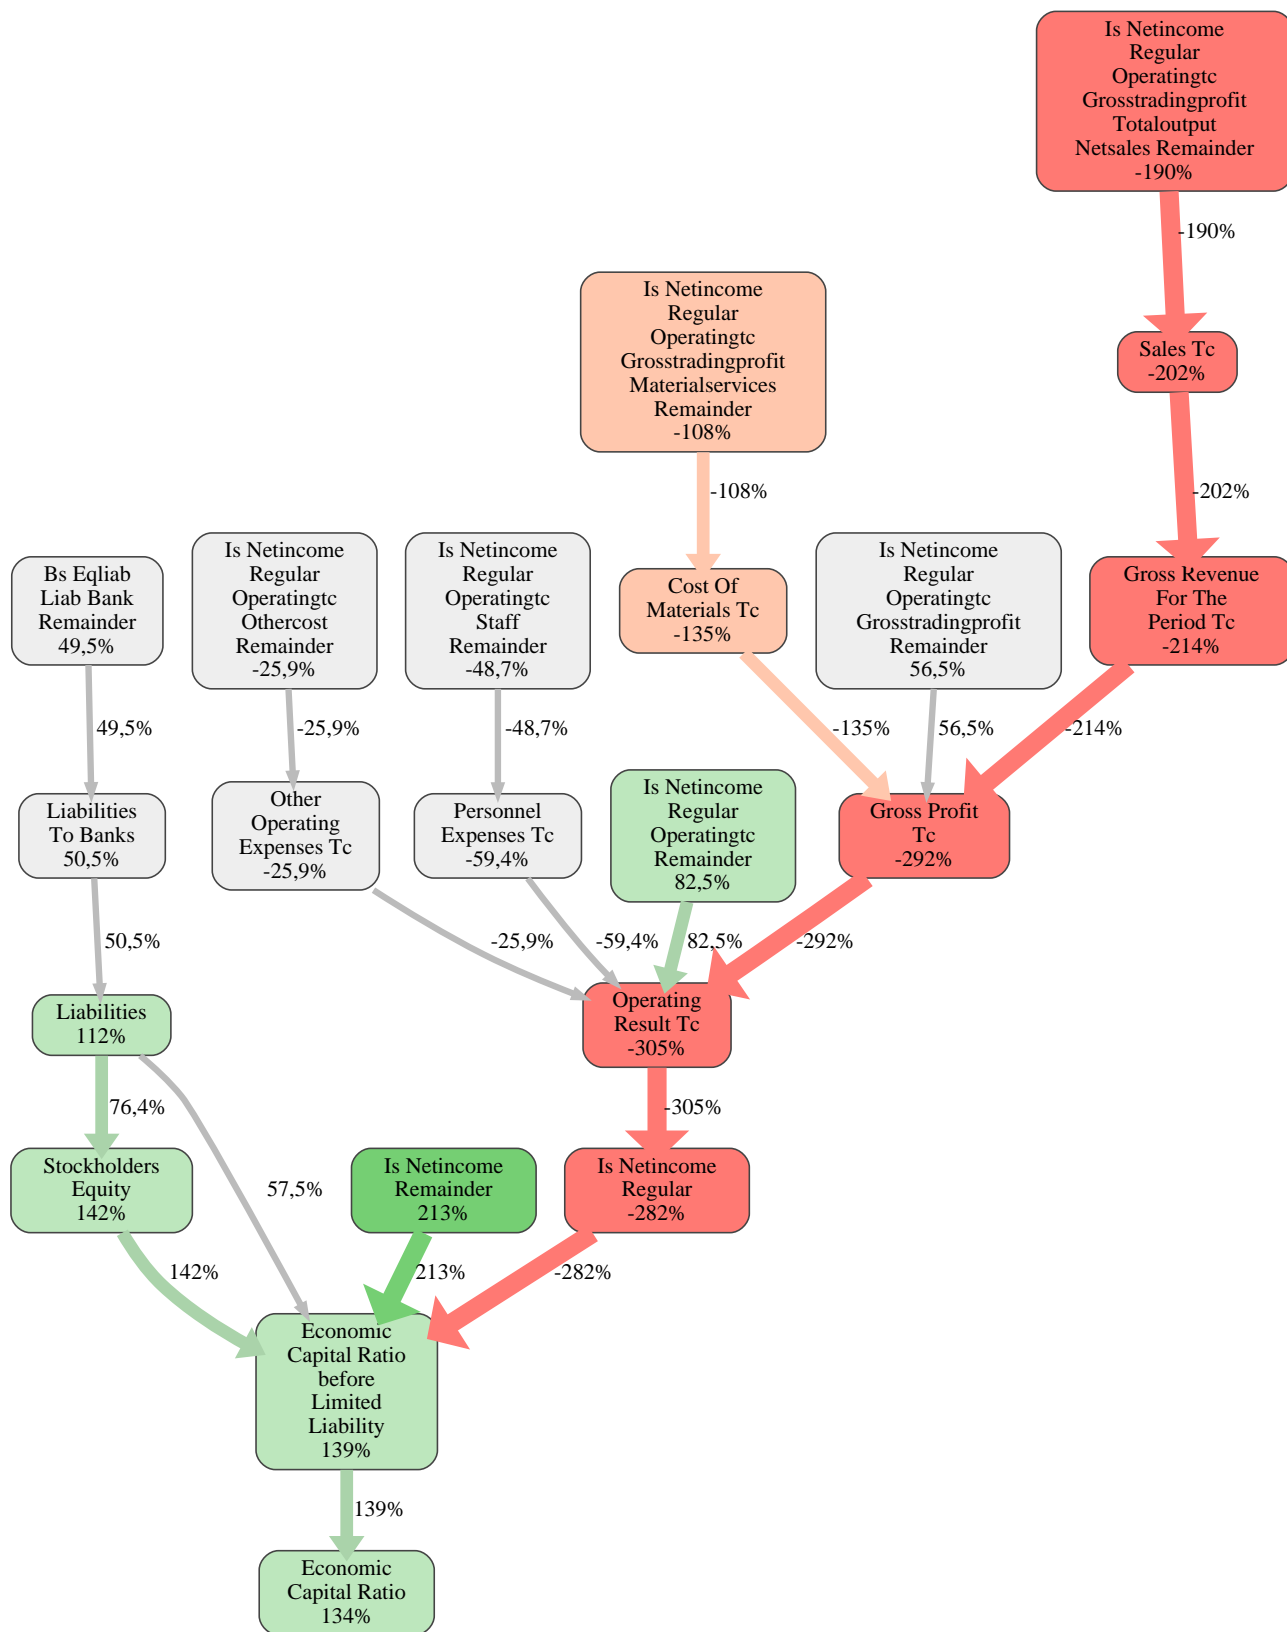 Is Netincome
Regular
Operatingtc
Grosstradingprofit
Totaloutput
Netsales Remainder
-190%
-190%
Is Netincome
Regular
Operatingtc
Grosstradingprofit
Materialservices
Remainder
-108%
Sales Tc
-202%
-108%
-202%
Bs Eqliab
Liab Bank
Remainder
49,5%
Is Netincome
Regular
Operatingtc
Othercost
Remainder
-25,9%
Is Netincome
Regular
Operatingtc
Staff
Remainder
-48,7%
Cost Of
Materials Tc
-135%
Is Netincome
Regular
Operatingtc
Grosstradingprofit
Remainder
56,5%
Gross Revenue
For The
Period Tc
-214%
49,5%
-25,9%
-48,7%
-135%
56,5%
-214%
Liabilities
To Banks
50,5%
Other
Operating
Expenses Tc
-25,9%
Personnel
Expenses Tc
-59,4%
Is Netincome
Regular
Operatingtc
Remainder
82,5%
Gross Profit
Tc
-292%
50,5%
-25,9%
-59,4%
82,5%
-292%
Liabilities
112%
Operating
Result Tc
-305%
76,4%
-305%
Stockholders
Equity
142%
57,5%
Is Netincome
Remainder
213%
Is Netincome
Regular
-282%
142%
213%
-282%
Economic
Capital Ratio
before
Limited
Liability
139%
139%
Economic
Capital Ratio
134%